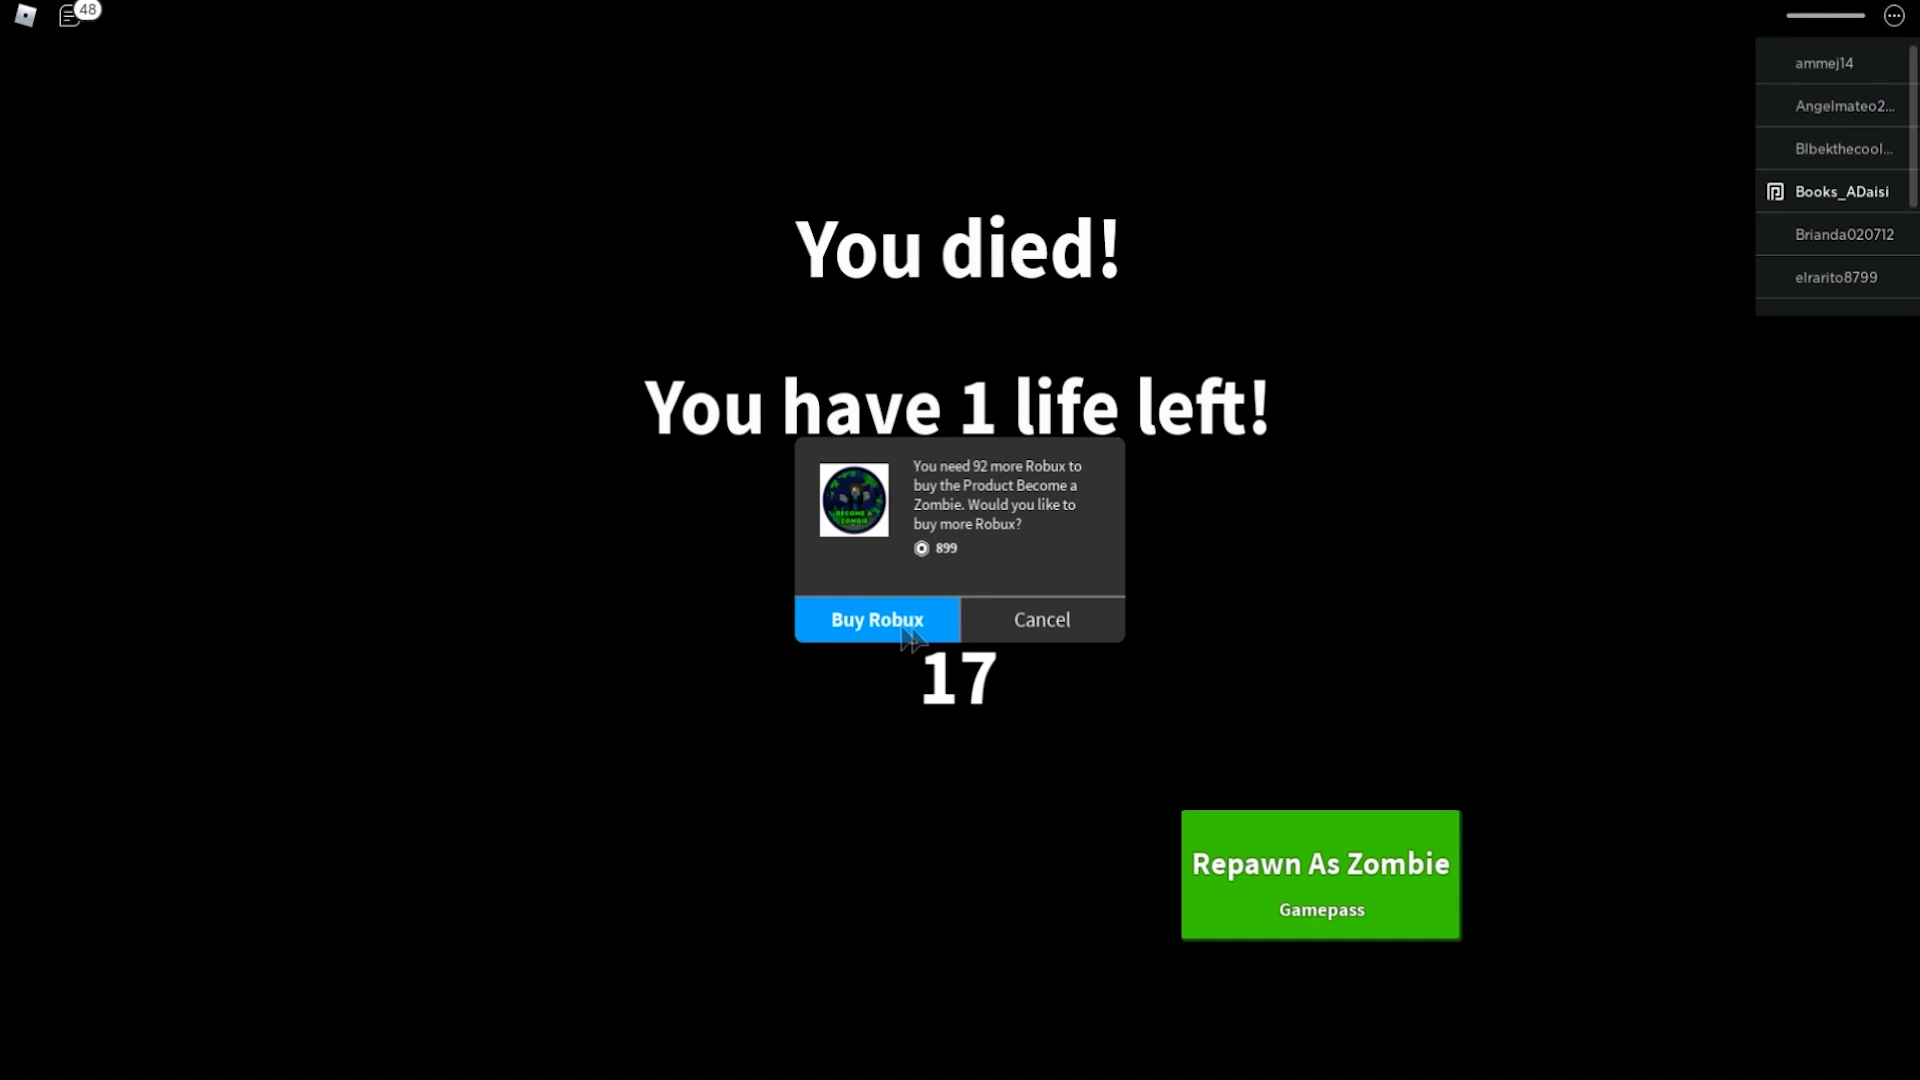 48
ammej14
Angelmateo2...
Blbekthecool...
Books_ADaisi
Brianda020712
elrarito8799
You died!
You have 1 life left!
BECOME A
ZOMBIE
You need 92 more Robux to
buy the Product Become a
Zombie. Would you like to
buy more Robux?
899
Buy Robux
Cancel
17
Repawn As Zombie
Gamepass